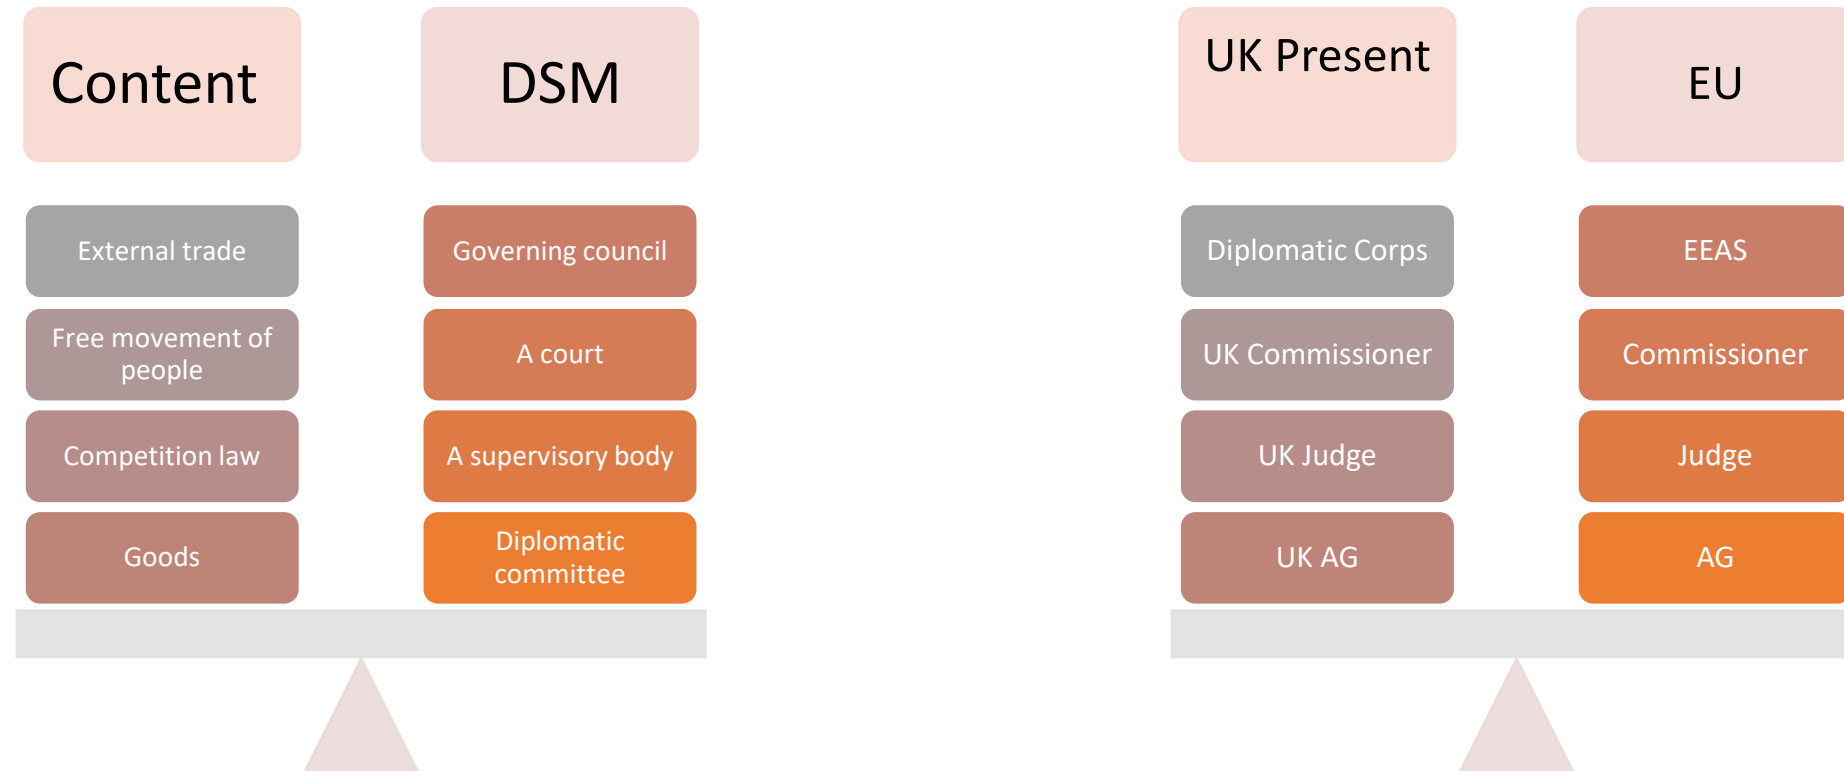 Content
DSM
External trade
Governing council
Free movement of
people
A court
Competition law
A supervisory body
Goods
Diplomatic
committee
UK Present
EU
Diplomatic Corps
EEAS
UK Commissioner
Commissioner
UK Judge
Judge
UK AG
AG